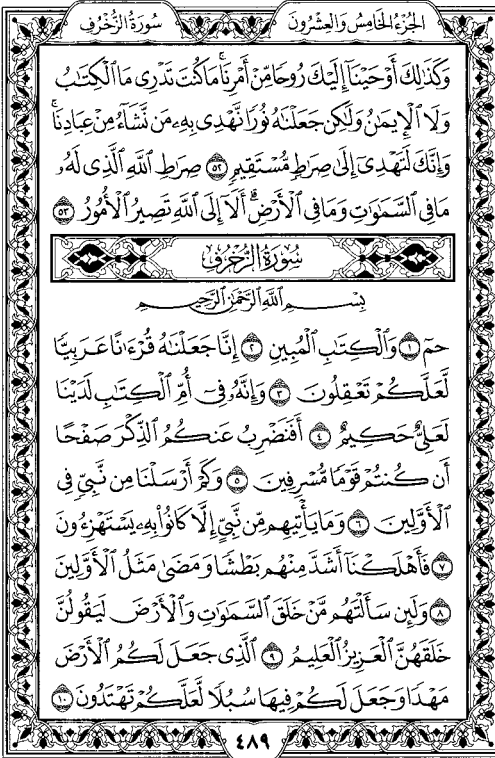 سُورَةُ الزُّخْرُفِ
الجُزْءُ الخَامِسُ وَالعِشْرُونَ
وَكَذَٰلِكَ أَوْحَيْنَآ إِلَيْكَ رُوحًا مِّنْ أَمْرِنَا ۚ مَا كُنتَ تَدْرِى مَا ٱلْكِتَٰبُ
وَلَا ٱلْإِيمَٰنُ وَلَٰكِن جَعَلْنَٰهُ نُورًا نَّهْدِى بِهِۦ مَن نَّشَآءُ مِنْ عِبَادِنَا ۚ
وَإِنَّكَ لَتَهْدِىٓ إِلَىٰ صِرَٰطٍ مُّسْتَقِيمٍ ٥٢ صِرَٰطِ ٱللَّهِ ٱلَّذِى لَهُۥ
مَا فِى ٱلسَّمَٰوَٰتِ وَمَا فِى ٱلْأَرْضِ ۗ أَلَآ إِلَى ٱللَّهِ تَصِيرُ ٱلْأُمُورُ ٥٣
سُورَةُ الزُّخْرُفِ
بِسْمِ ٱللَّهِ ٱلرَّحْمَٰنِ ٱلرَّحِيمِ
حمٓ ١ وَٱلْكِتَٰبِ ٱلْمُبِينِ ٢ إِنَّا جَعَلْنَٰهُ قُرْءَٰنًا عَرَبِيًّا
لَّعَلَّكُمْ تَعْقِلُونَ ٣ وَإِنَّهُۥ فِىٓ أُمِّ ٱلْكِتَٰبِ لَدَيْنَا
لَعَلِىٌّ حَكِيمٌ ٤ أَفَنَضْرِبُ عَنكُمُ ٱلذِّكْرَ صَفْحًا
أَن كُنتُمْ قَوْمًا مُّسْرِفِينَ ٥ وَكَمْ أَرْسَلْنَا مِن نَّبِىٍّ فِى
ٱلْأَوَّلِينَ ٦ وَمَا يَأْتِيهِم مِّن نَّبِىٍّ إِلَّا كَانُوا۟ بِهِۦ يَسْتَهْزِءُونَ
٧ فَأَهْلَكْنَآ أَشَدَّ مِنْهُم بَطْشًا وَمَضَىٰ مَثَلُ ٱلْأَوَّلِينَ
٨ وَلَئِن سَأَلْتَهُم مَّنْ خَلَقَ ٱلسَّمَٰوَٰتِ وَٱلْأَرْضَ لَيَقُولُنَّ
خَلَقَهُنَّ ٱلْعَزِيزُ ٱلْعَلِيمُ ٩ ٱلَّذِى جَعَلَ لَكُمُ ٱلْأَرْضَ
مَهْدًا وَجَعَلَ لَكُمْ فِيهَا سُبُلًا لَّعَلَّكُمْ تَهْتَدُونَ ١٠
٤٨٩